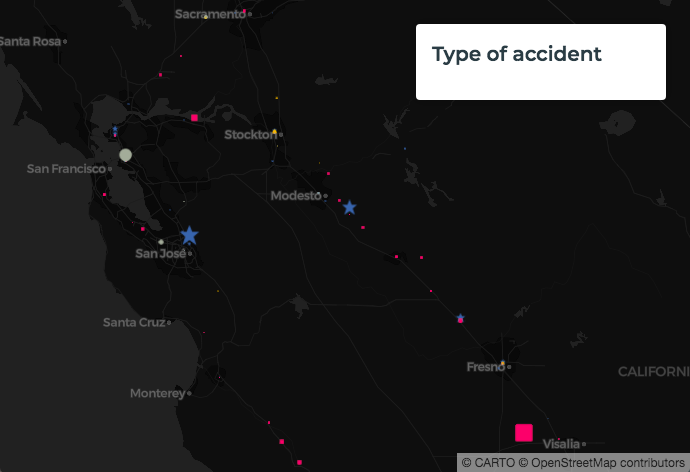 Sacramento
Santa Rosa
Type of accident
Stockton
San Francisco
Modesto
San José
Santa Cruz
Fresno
CALIFORNI
Monterey
Visalia
© CARTO © OpenStreetMap contributors